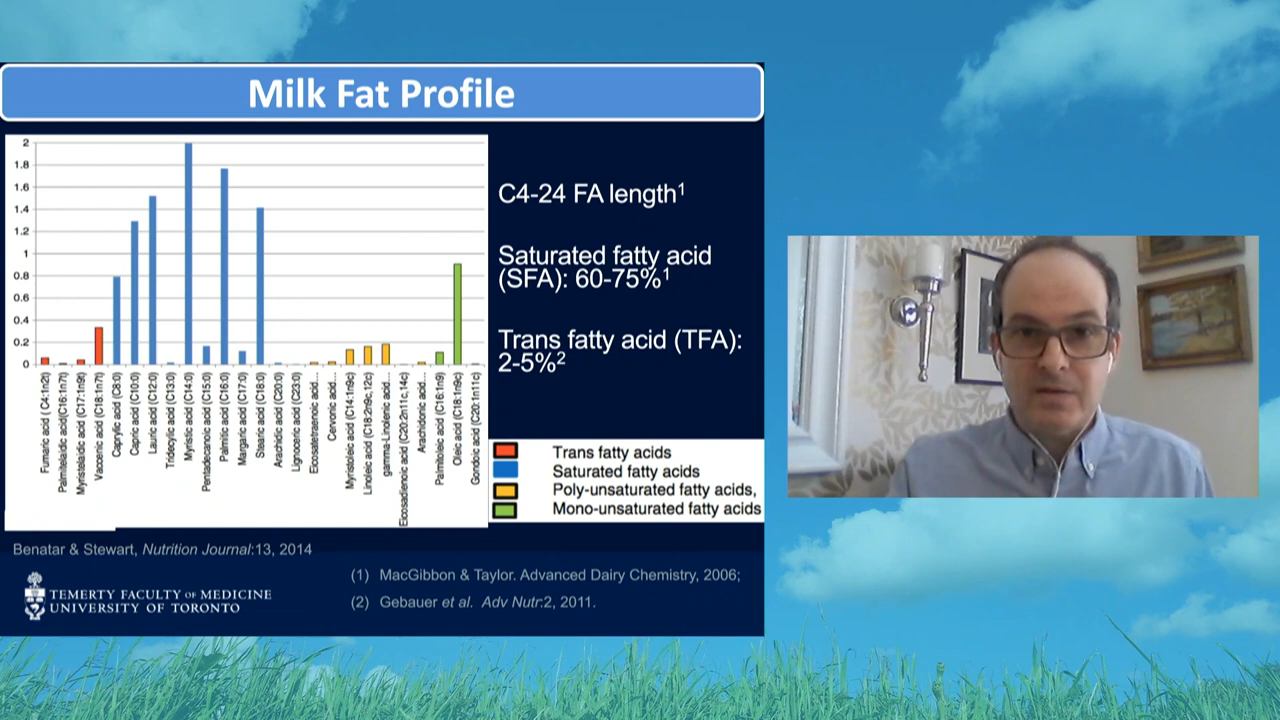 Milk Fat Profile
2
1.8
1.6
1.4
1.2
1
0.8
0.6
0.4
0.2
0
Fumaric acid ( C4:1n2t)
Palmitelaidic acid(C16:1n7t)
Myristelaidic acid (C17:1n9t)
Vaccenic acid (C18:1n7t)
Caprylic acid (C8:0)
Capric acid (C10:0)
Lauric acid (C12:0)
Tridecylic acid (C13:0)
Myristic acid (C14:0)
Pentadecanoic acid (C15:0)
Palmitic acid (C16:0)
Margaric acid (C17:0)
Stearic acid (C18:0)
Arachidic acid (C20:0)
Lignoceric acid (C20:0)
Eicosatetraenoic acid...
Cervonic acid...
Myristoleic acid (C14:1n9c)
Linoleic acid (C18:2n9c,12c)
gamma-Linolenic acid...
Eicosadienoic acid (C20:2n11c,14c)
Arachidonic acid...
Palmitoleic acid (C16:1n9)
Oleic acid (C18:1n9c)
Gondoic acid (C20:1n11c)
C4-24 FA length¹
Saturated fatty acid
(SFA): 60-75%¹
Trans fatty acid (TFA):
2-5%²
Trans fatty acids
Saturated fatty acids
Poly-unsaturated fatty acids,
Mono-unsaturated fatty acids
Benatar & Stewart, Nutrition Journal:13, 2014
TEMERTY FACULTY OF MEDICINE
UNIVERSITY OF TORONTO
(1) MacGibbon & Taylor. Advanced Dairy Chemistry, 2006;
(2) Gebauer et al. Adv Nutr:2, 2011.